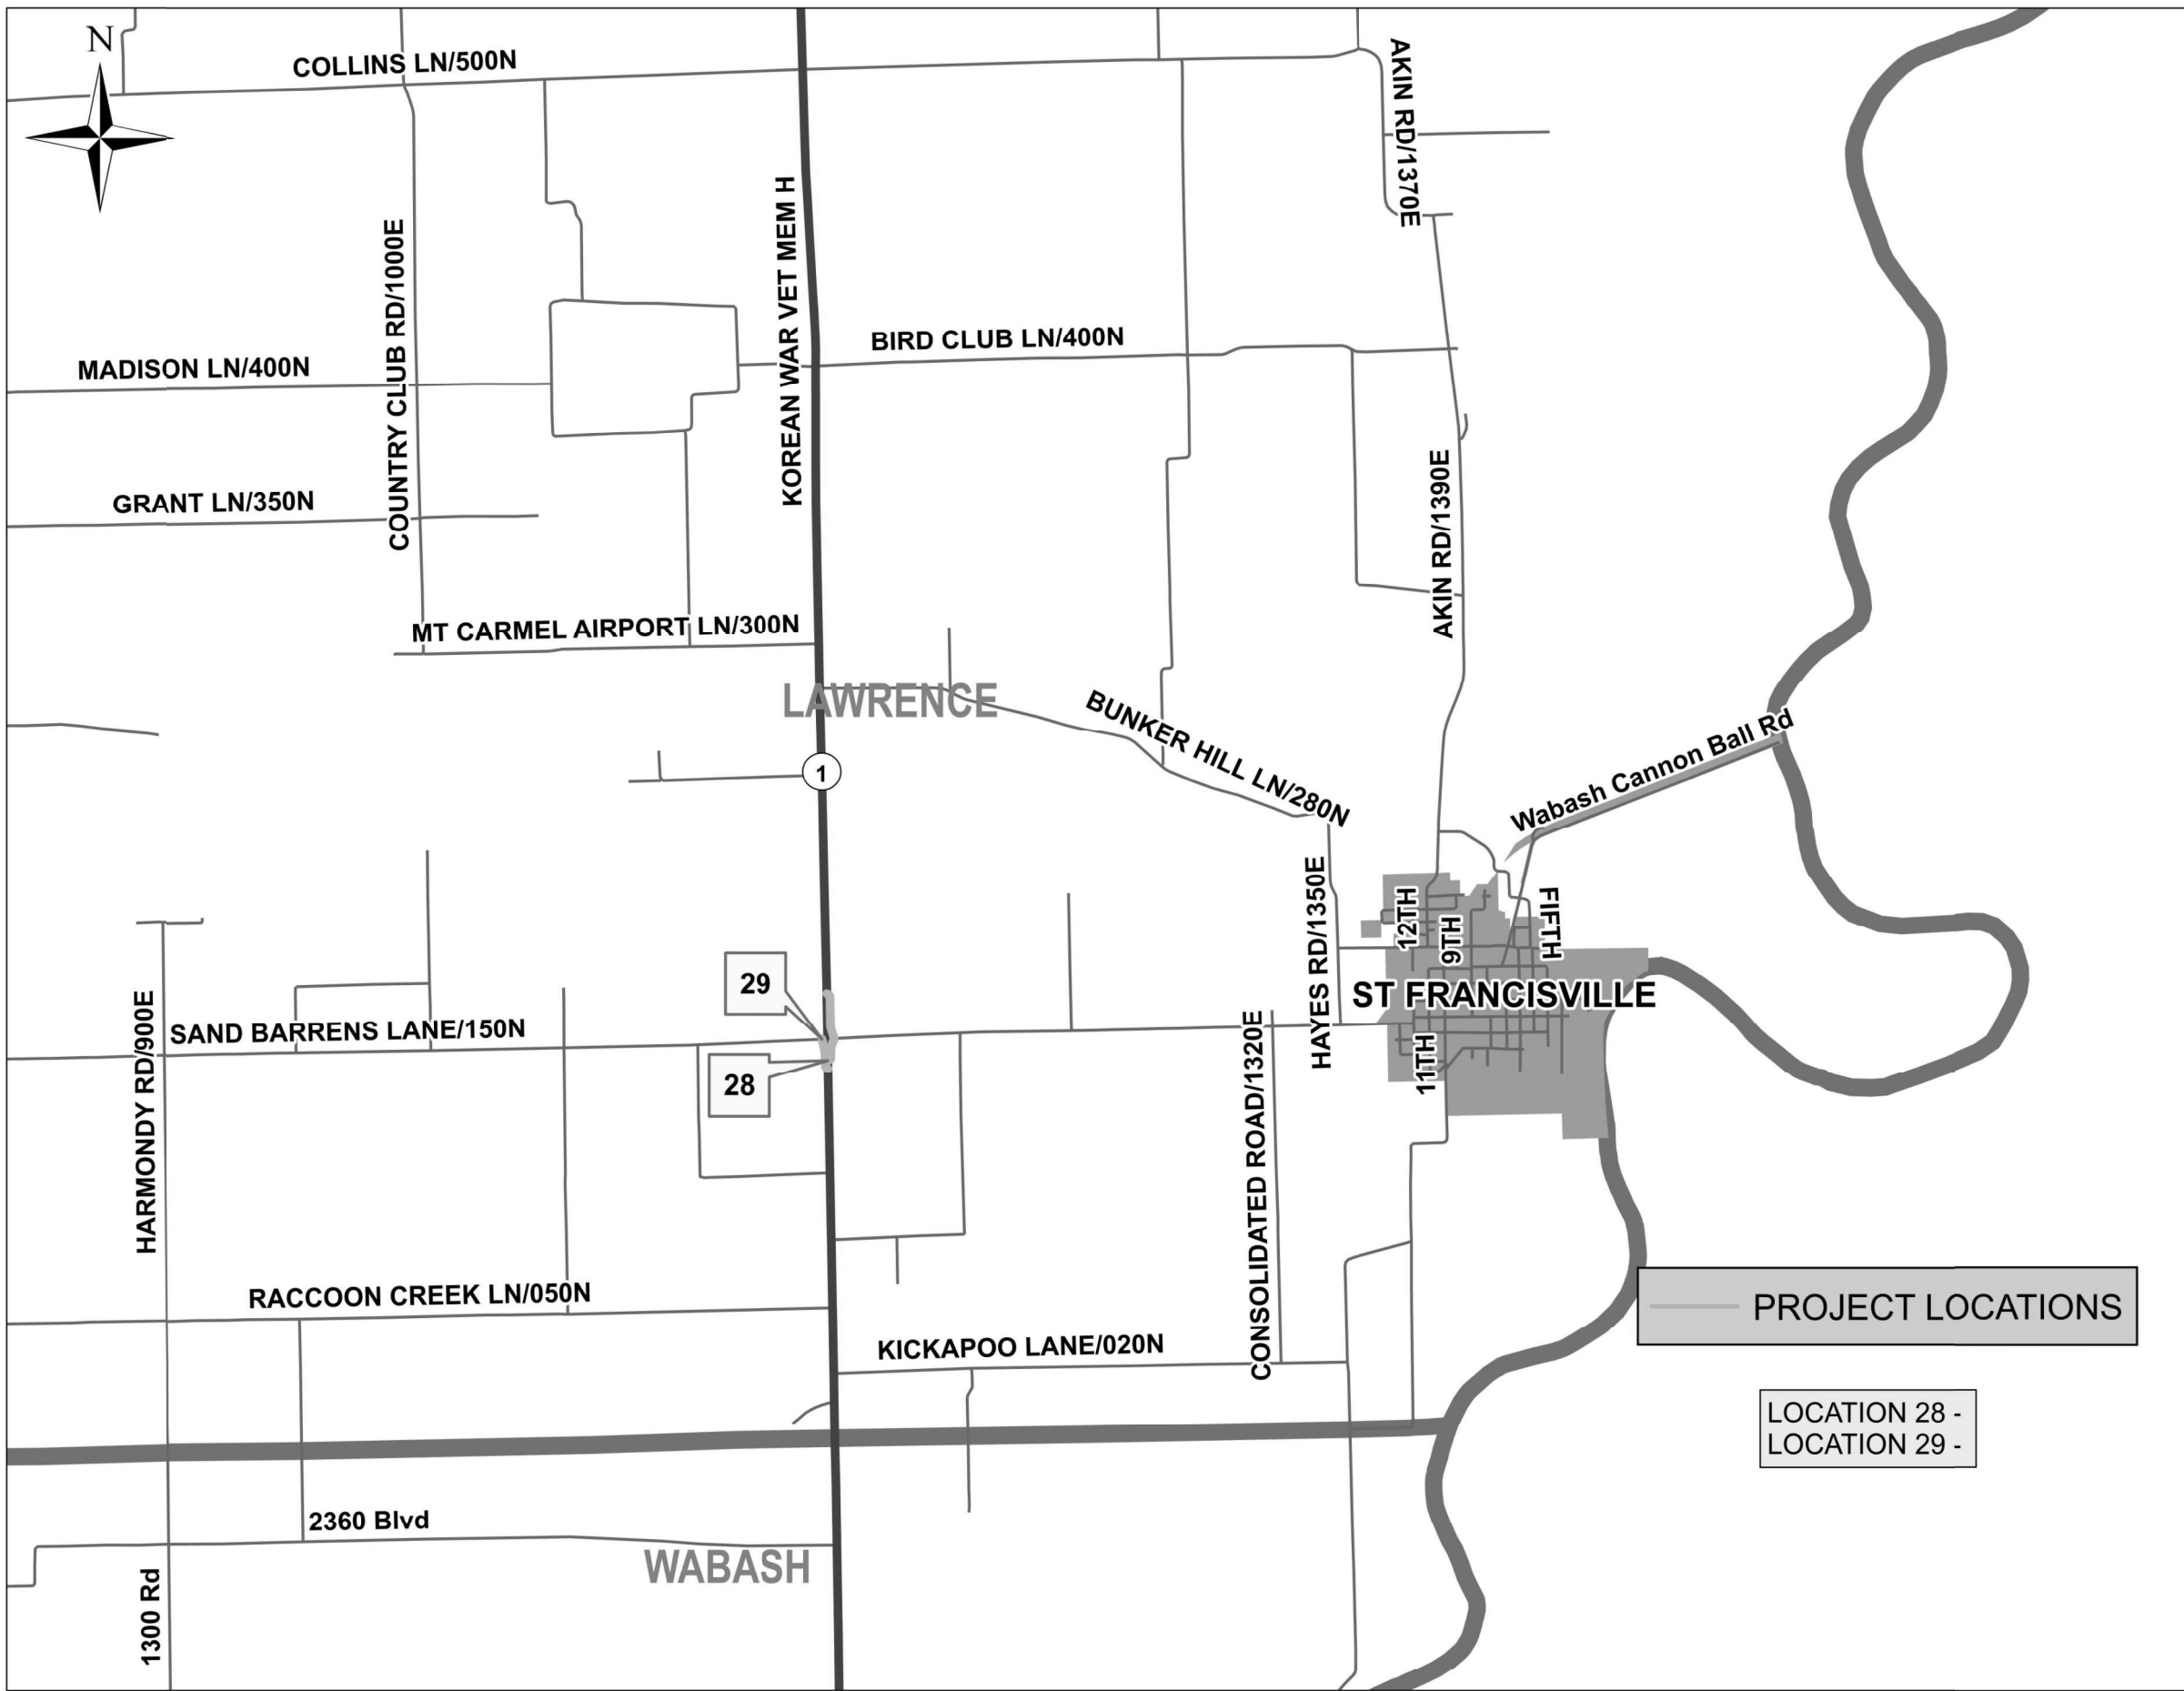 N
COLLINS LN/500N
AKIN RD/1370E
COUNTRY CLUB RD/1000E
KOREAN WAR VET MEM H
BIRD CLUB LN/400N
MADISON LN/400N
GRANT LN/350N
AKIN RD/1390E
MT CARMEL AIRPORT LN/300N
LAWRENCE
BUNKER HILL LN/280N
Wabash Cannon Ball Rd
1
HAYES RD/1350E
12TH
9TH
FIFTH
29
ST FRANCISVILLE
HARMONDY RD/900E
SAND BARRENS LANE/150N
28
11TH
CONSOLIDATED ROAD/1320E
RACCOON CREEK LN/050N
PROJECT LOCATIONS
KICKAPOO LANE/020N
LOCATION 28 -
LOCATION 29 -
2360 Blvd
WABASH
1300 Rd